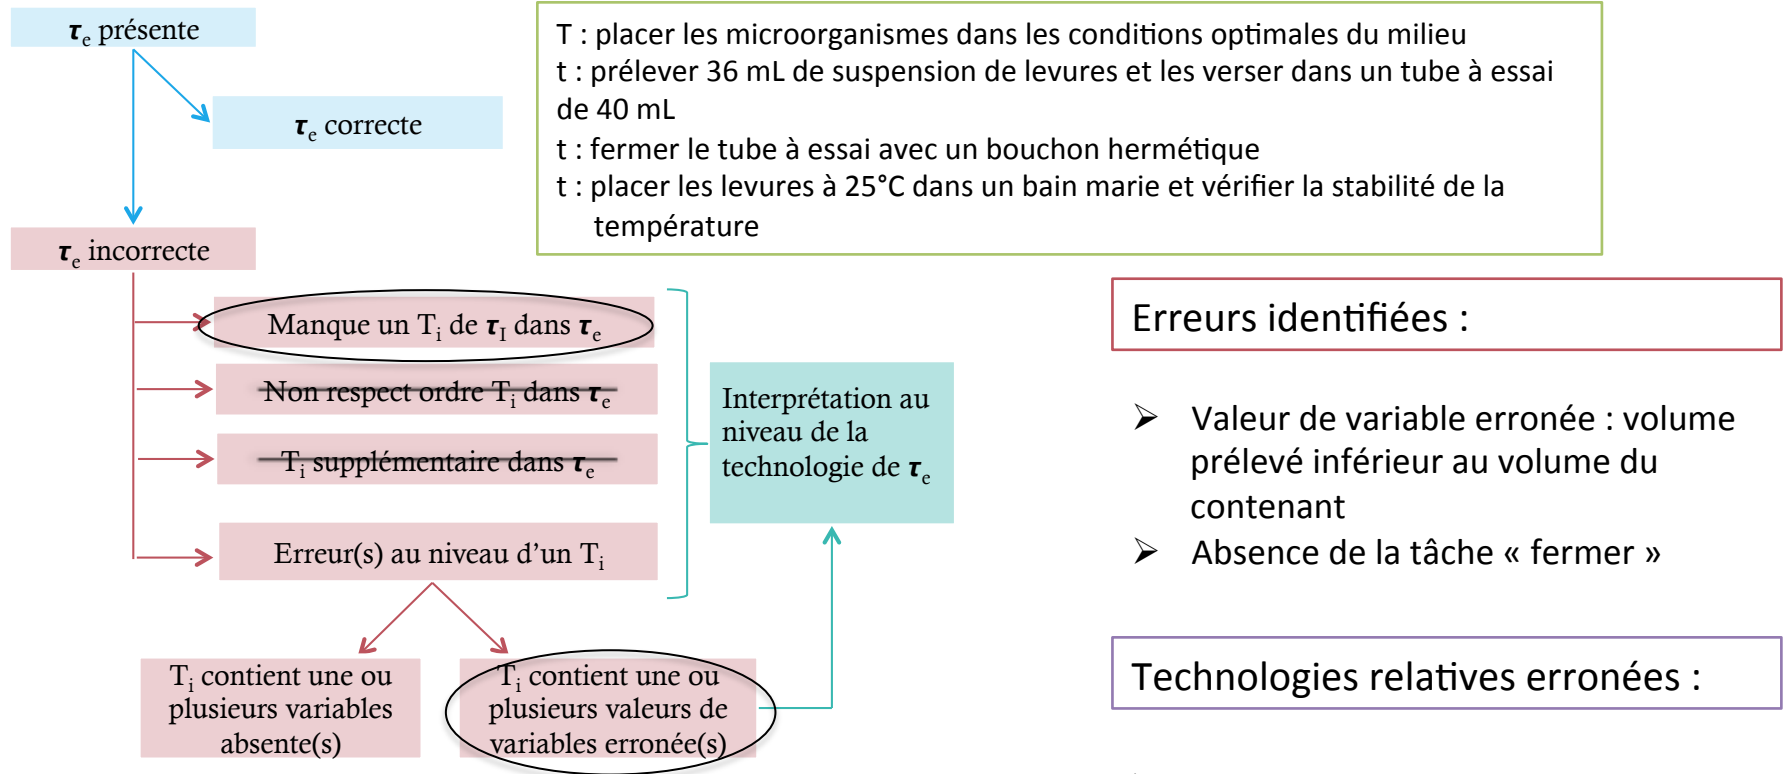 τe présente
τe correcte
τe incorrecte
T : placer les microorganismes dans les conditions optimales du milieu
t : prélever 36 mL de suspension de levures et les verser dans un tube à essai
de 40 mL
t : fermer le tube à essai avec un bouchon hermétique
t : placer les levures à 25°C dans un bain marie et vérifier la stabilité de la
température
Manque un Ti de τI dans τe
Non respect ordre Ti dans τe
Ti supplémentaire dans τe
Erreur(s) au niveau d’un Ti
Ti contient une ou
plusieurs variables
absente(s)
Ti contient une ou
plusieurs valeurs de
variables erronée(s)
Interprétation au
niveau de la
technologie de τe
Erreurs identifiées :
➢ Valeur de variable erronée : volume
prélevé inférieur au volume du
contenant
➢ Absence de la tâche « fermer »
Technologies relatives erronées :